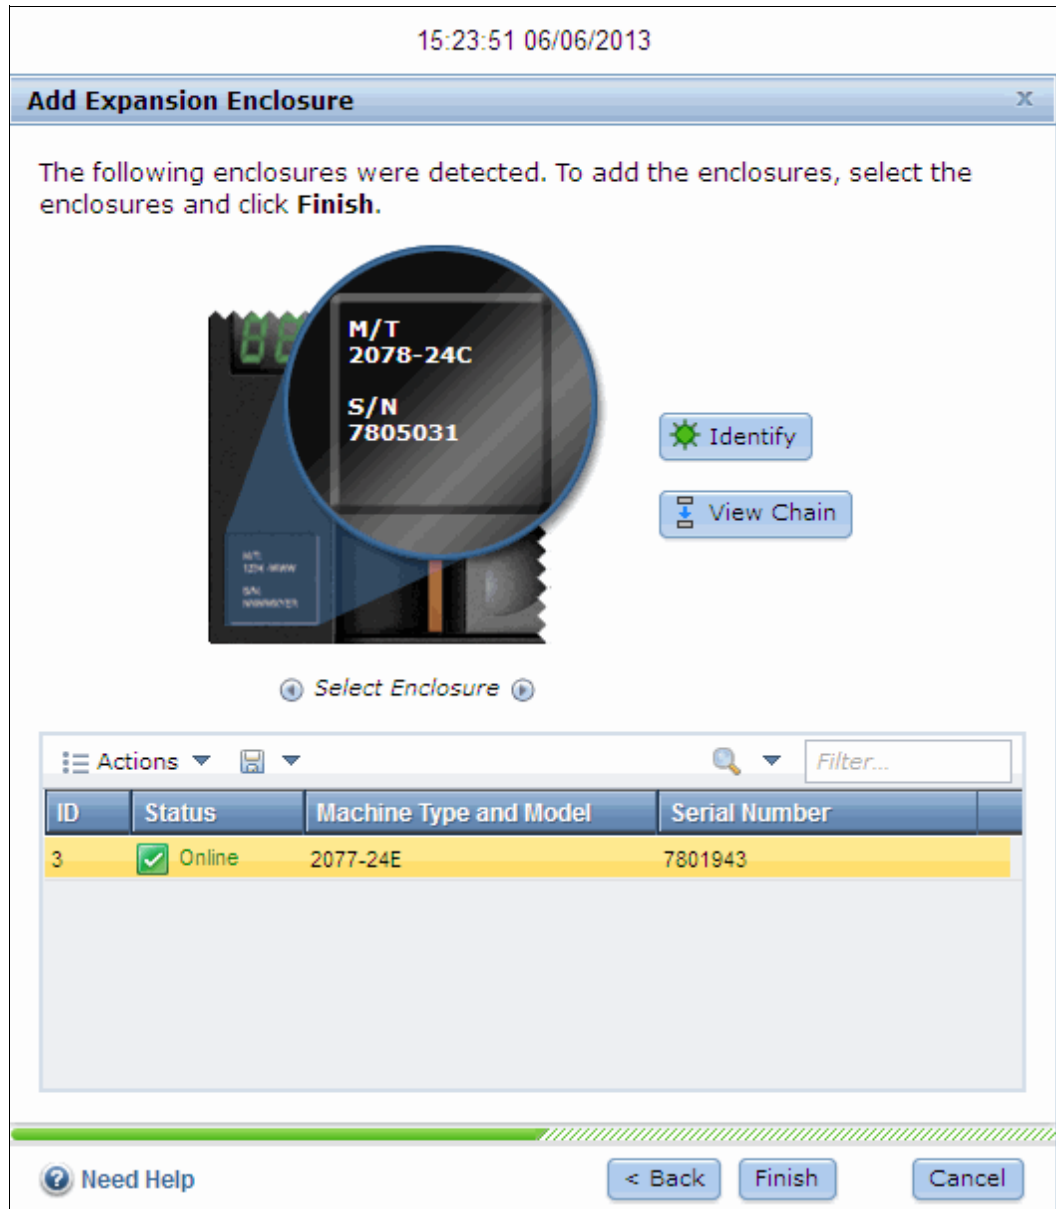 15:23:51 06/06/2013
Add Expansion Enclosure x
The following enclosures were detected. To add the enclosures, select the
enclosures and click Finish.
M/T
2078-24C
S/N
7805031
Identify
View Chain
M/T:
S/N:
Select Enclosure
Actions Filter...
ID Status Machine Type and Model Serial Number
3 Online 2077-24E 7801943
Need Help < Back Finish Cancel